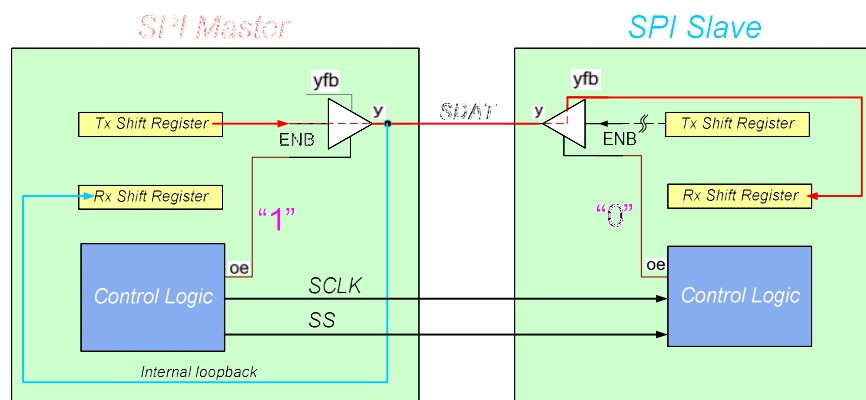 SPI Master
SPI Slave
yfb
y
SDAT
y
yfb
Tx Shift Register
ENB
ENB
Tx Shift Register
Rx Shift Register
Rx Shift Register
“1”
“0”
oe
oe
Control Logic
Control Logic
SCLK
SS
Internal loopback